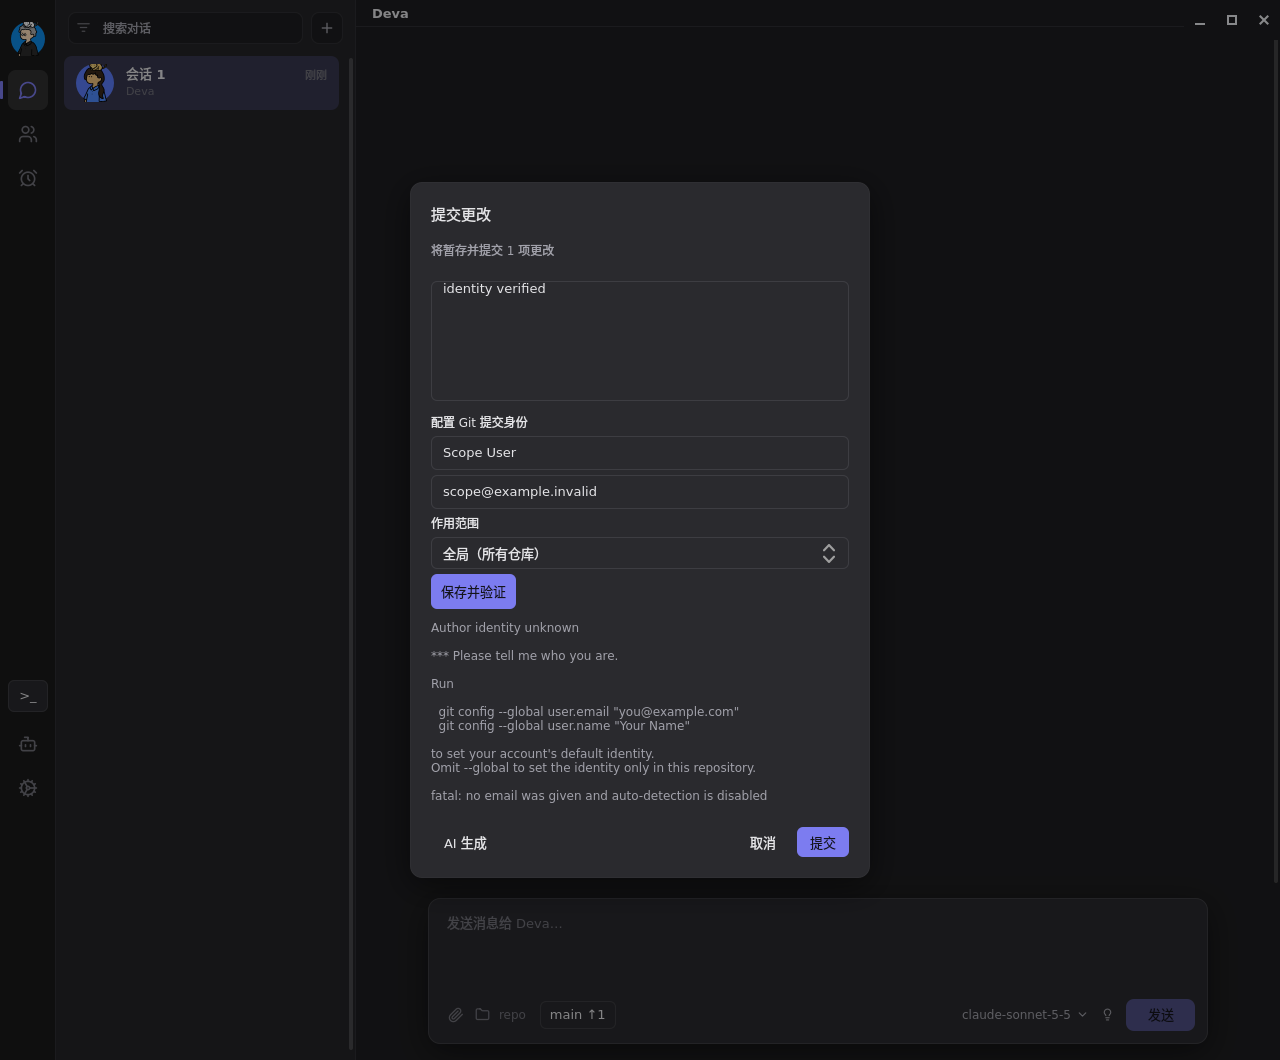 Deva
搜索对话
会话 1
刚刚
Deva
提交更改
将暂存并提交 1 项更改
identity verified
配置 Git 提交身份
Scope User
scope@example.invalid
作用范围
全局（所有仓库）
保存并验证
Author identity unknown
*** Please tell me who you are.
Run
git config --global user.email "you@example.com"
git config --global user.name "Your Name"
to set your account's default identity.
Omit --global to set the identity only in this repository.
fatal: no email was given and auto-detection is disabled
AI 生成
取消
提交
>_
发送消息给 Deva...
repo
main ↑1
claude-sonnet-5-5
发送